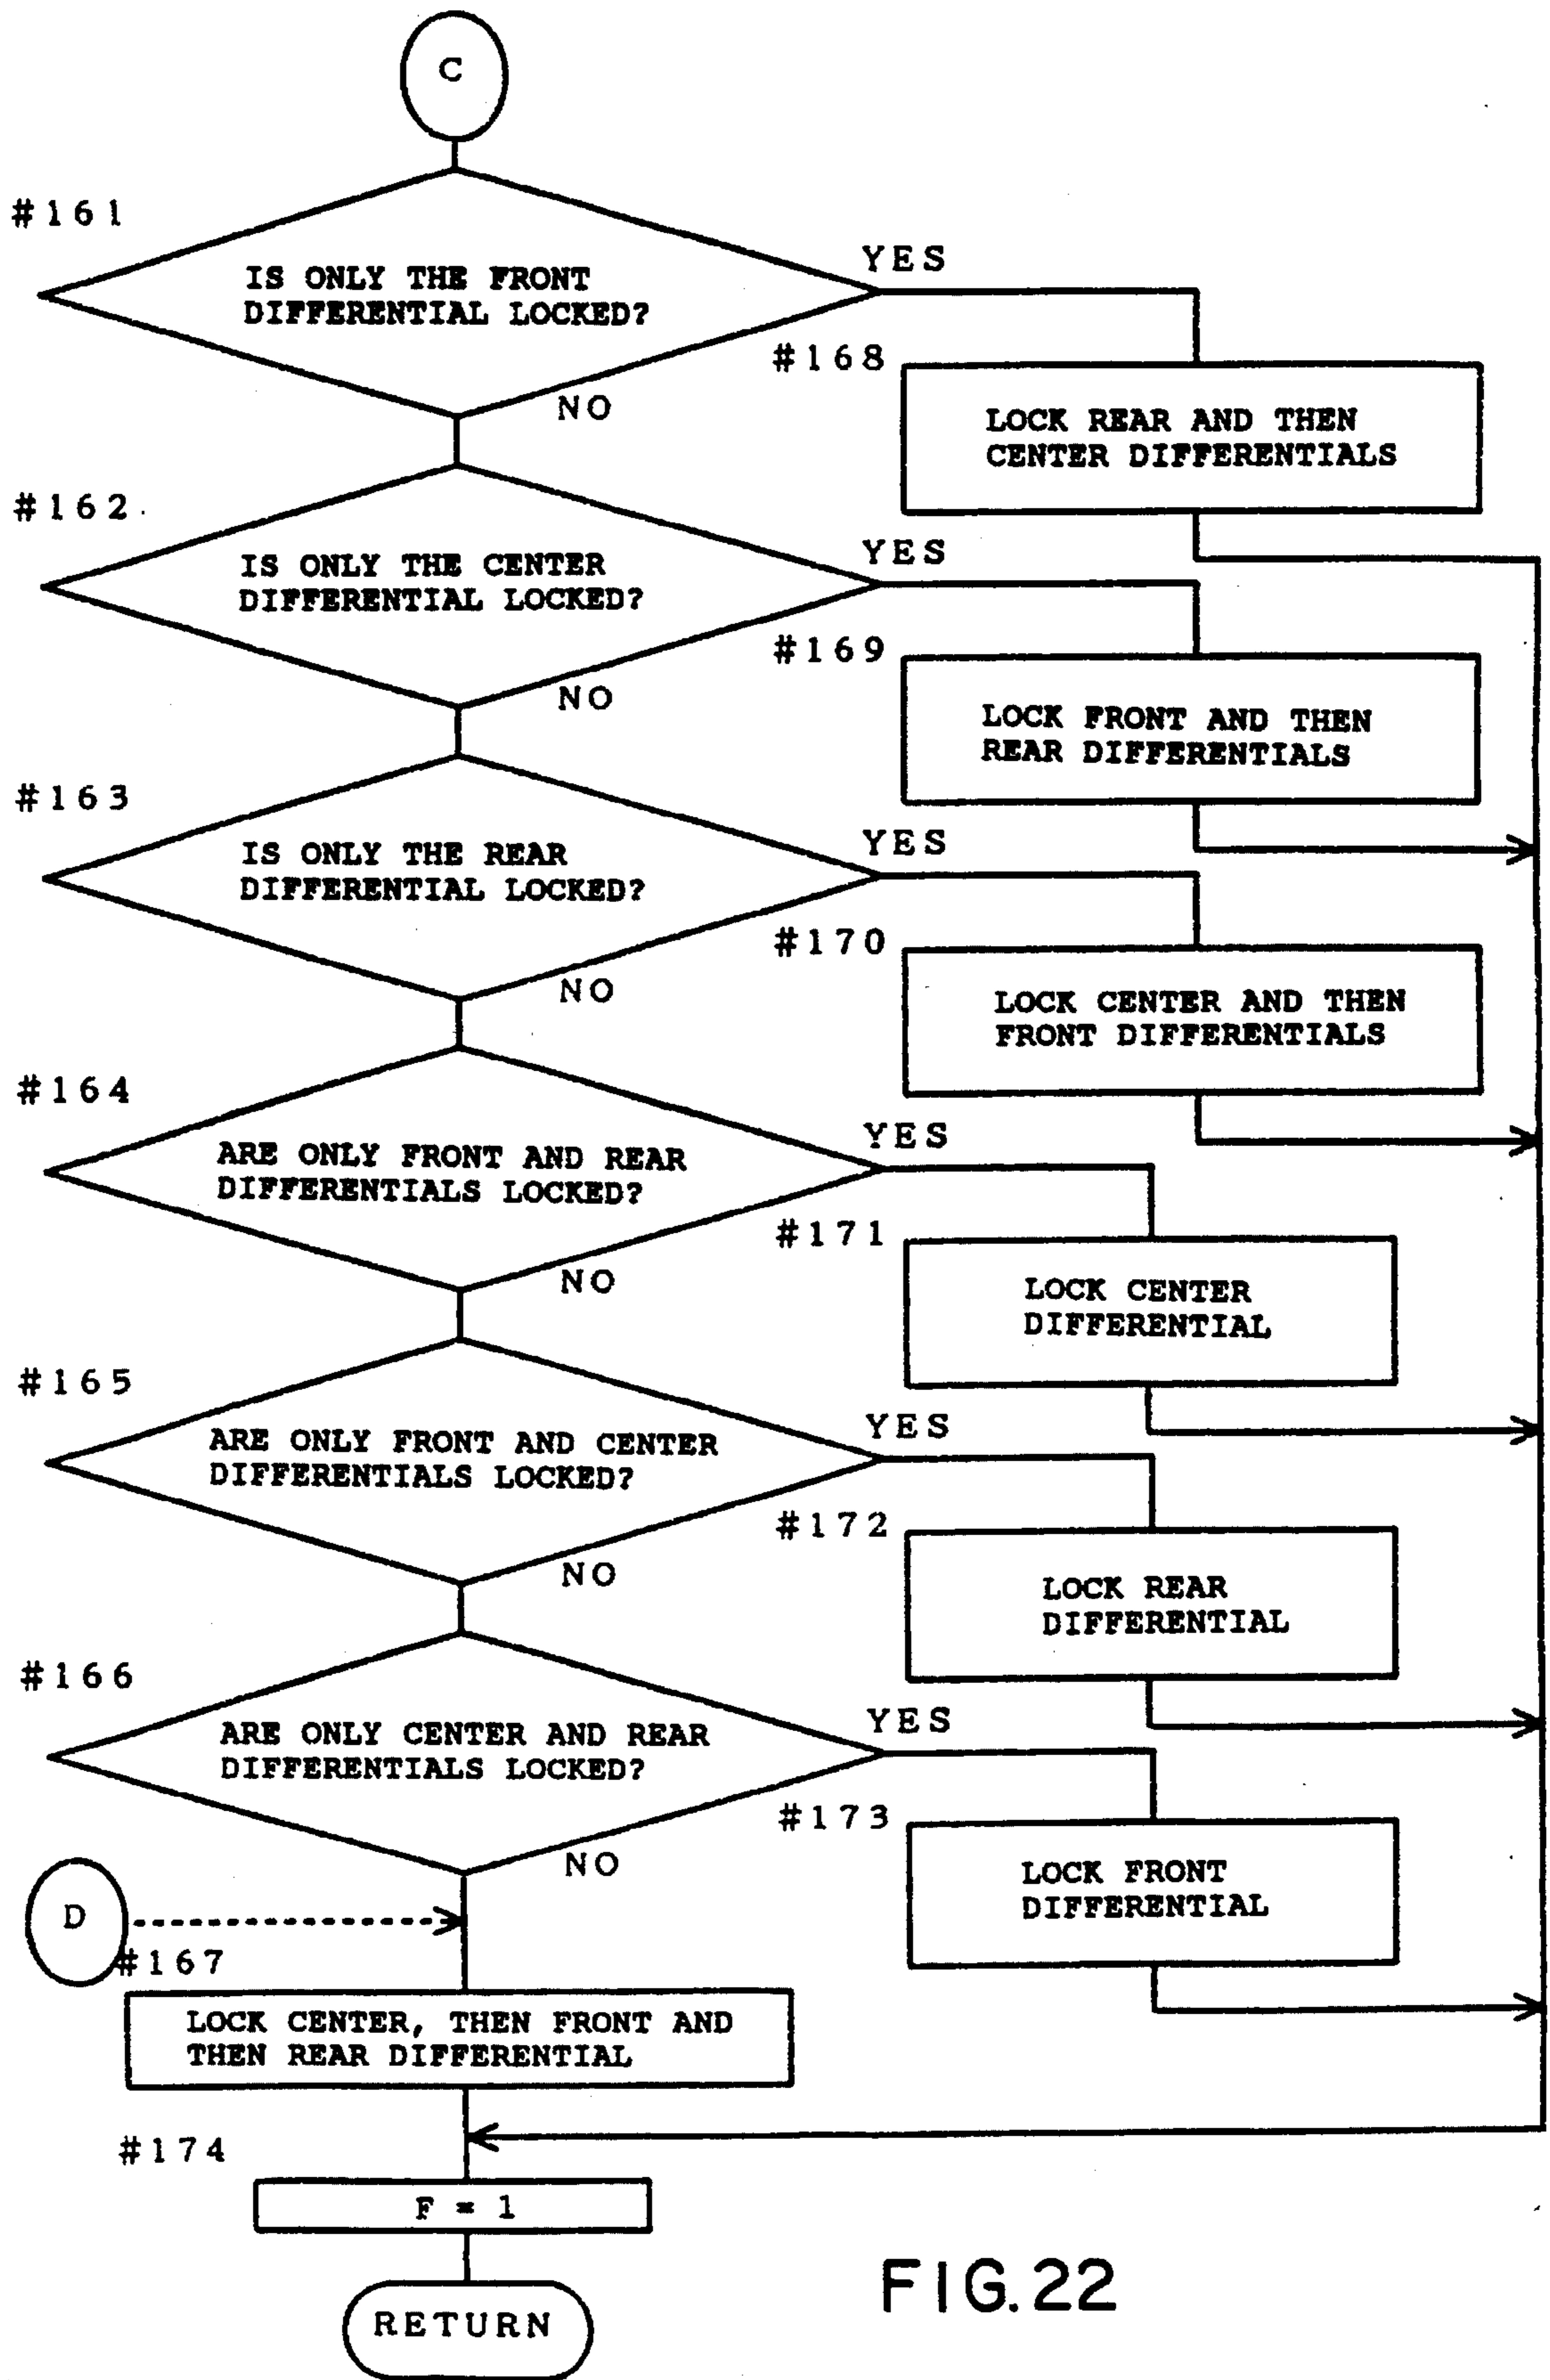 C
#161
IS ONLY THE FRONT
DIFFERENTIAL LOCKED?
YES
NO
#168
LOCK REAR AND THEN
CENTER DIFFERENTIALS
#162
IS ONLY THE CENTER
DIFFERENTIAL LOCKED?
YES
NO
#169
LOCK FRONT AND THEN
REAR DIFFERENTIALS
#163
IS ONLY THE REAR
DIFFERENTIAL LOCKED?
YES
NO
#170
LOCK CENTER AND THEN
FRONT DIFFERENTIALS
#164
ARE ONLY FRONT AND REAR
DIFFERENTIALS LOCKED?
YES
NO
#171
LOCK CENTER
DIFFERENTIAL
#165
ARE ONLY FRONT AND CENTER
DIFFERENTIALS LOCKED?
YES
NO
#172
LOCK REAR
DIFFERENTIAL
#166
ARE ONLY CENTER AND REAR
DIFFERENTIALS LOCKED?
YES
NO
#173
LOCK FRONT
DIFFERENTIAL
D
#167
LOCK CENTER, THEN FRONT AND
THEN REAR DIFFERENTIAL
#174
F = 1
RETURN
FIG.22